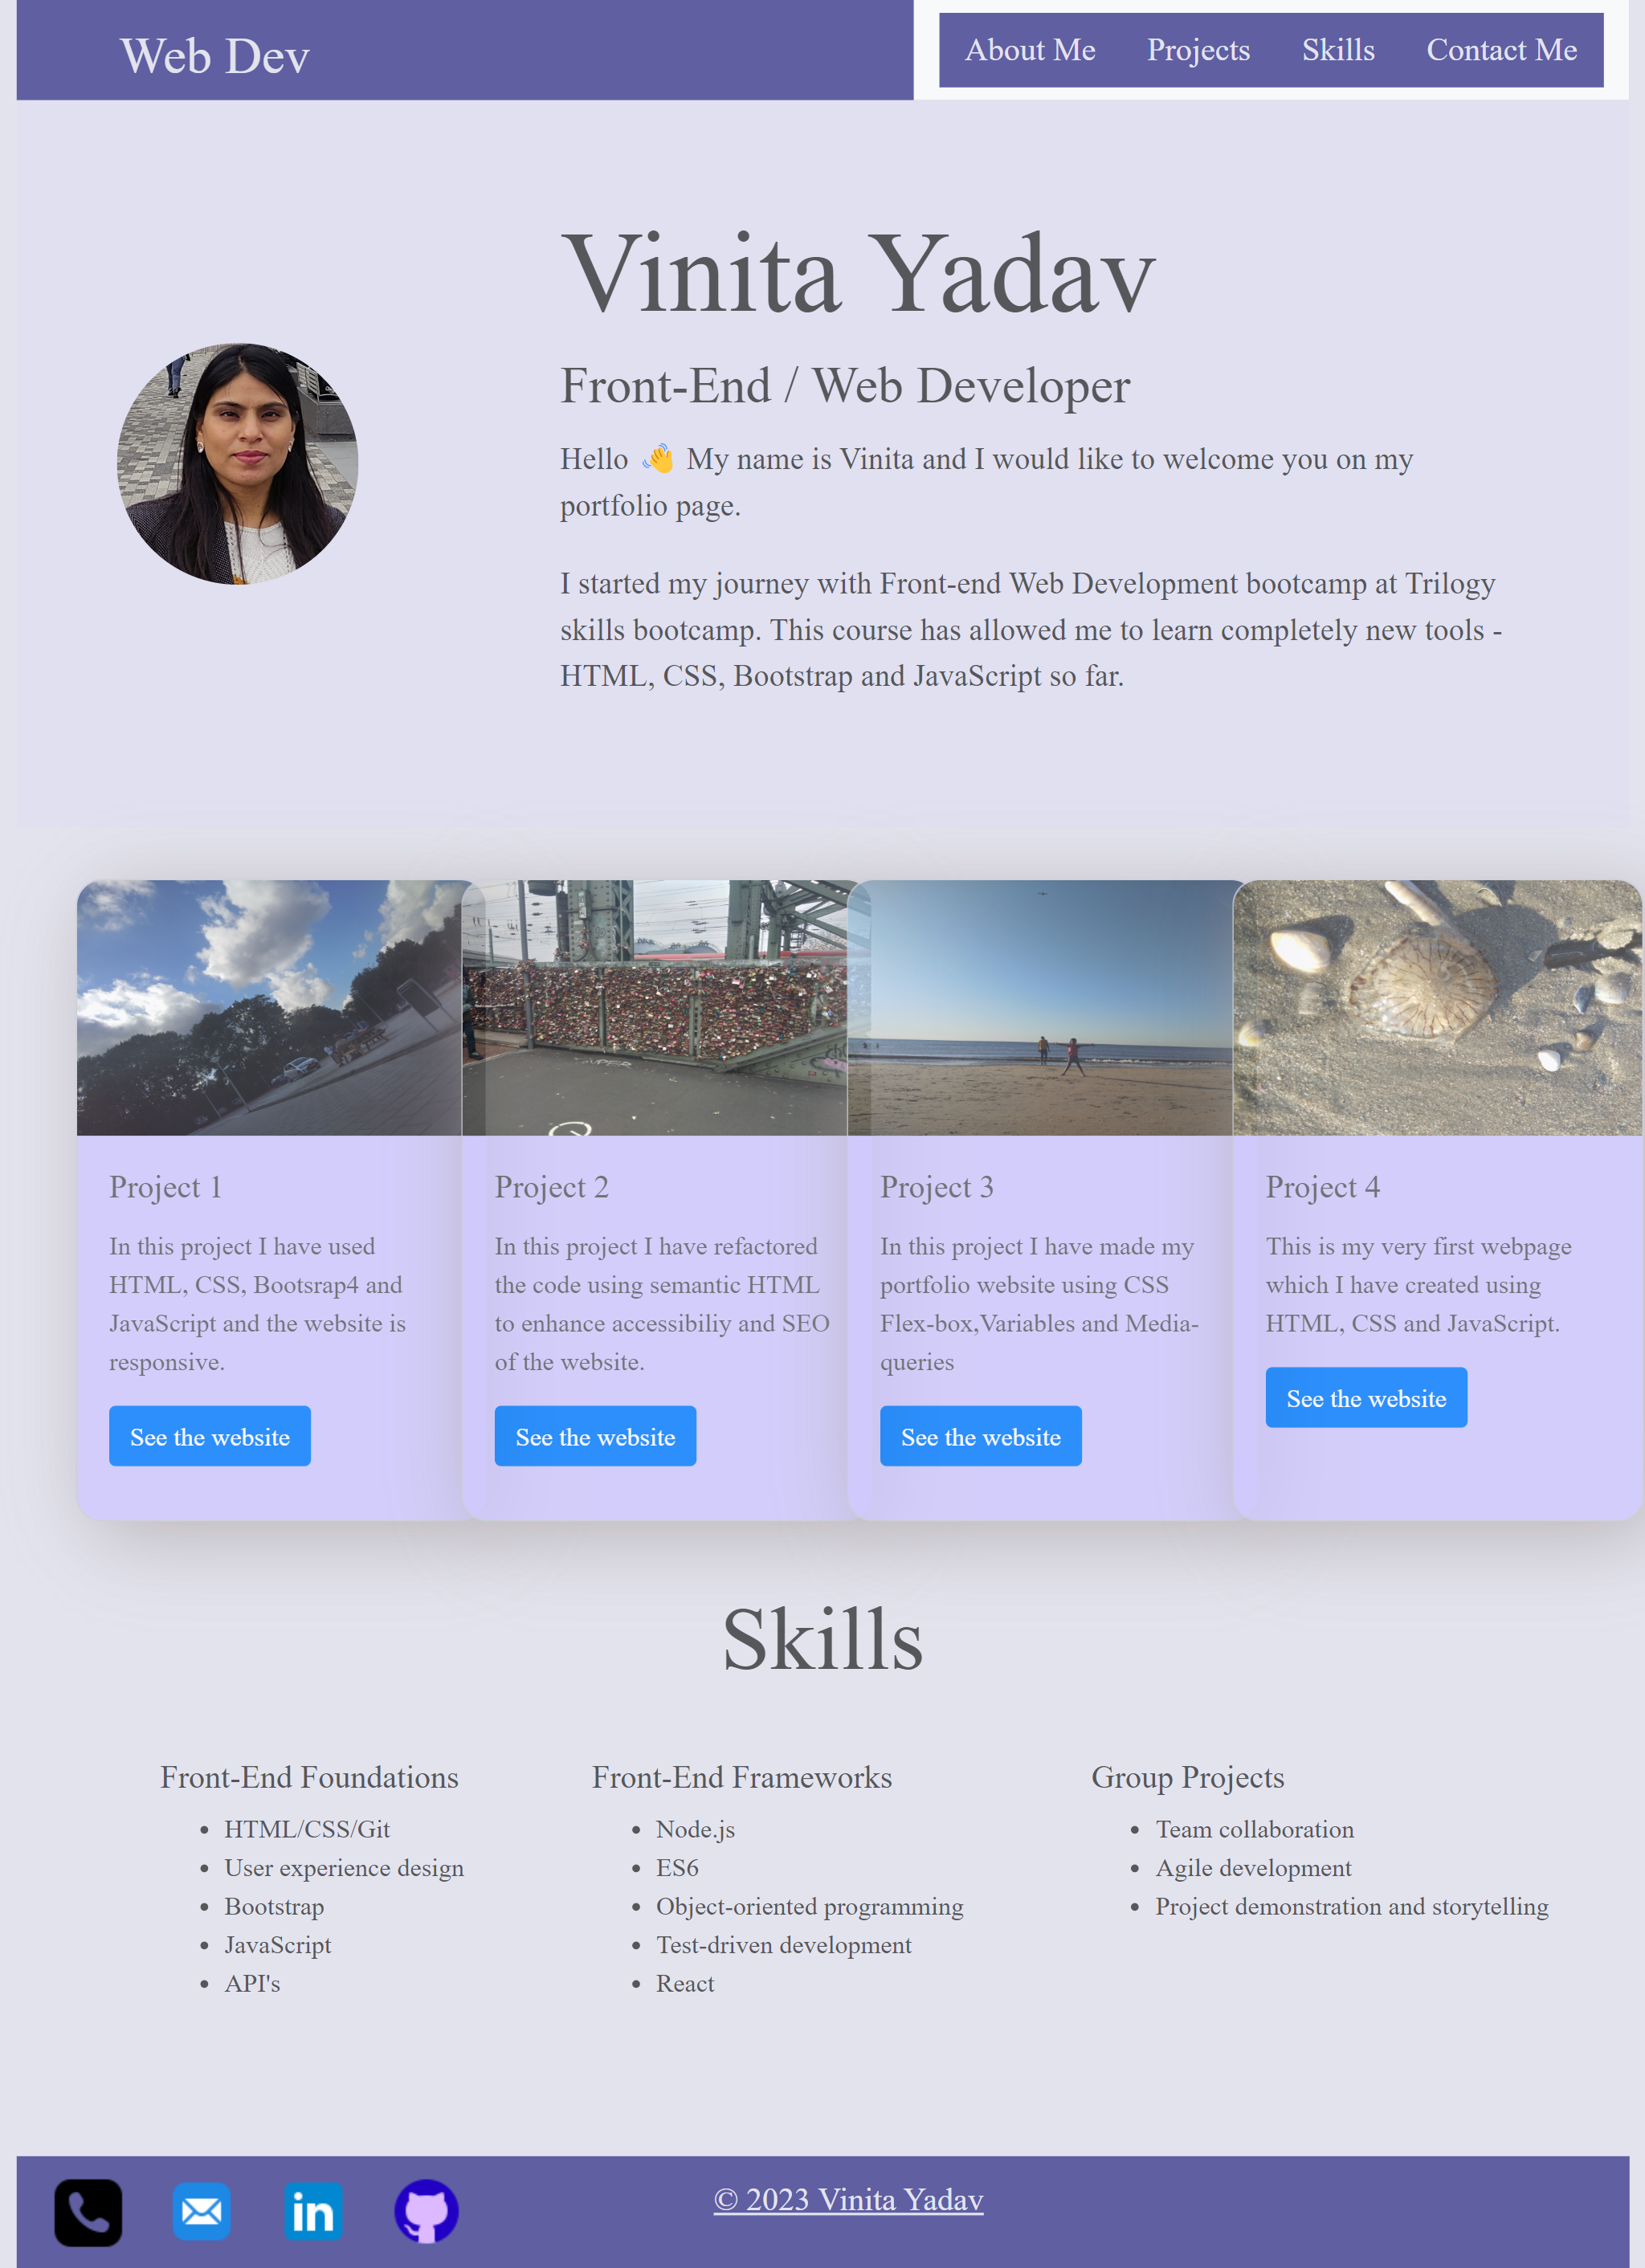 Web Dev
About Me Projects Skills Contact Me
Vinita Yadav
Front-End / Web Developer
Hello 👋 My name is Vinita and I would like to welcome you on my
portfolio page.
I started my journey with Front-end Web Development bootcamp at Trilogy
skills bootcamp. This course has allowed me to learn completely new tools -
HTML, CSS, Bootstrap and JavaScript so far.
Project 1
In this project I have used
HTML, CSS, Bootsrap4 and
JavaScript and the website is
responsive.
See the website
Project 2
In this project I have refactored
the code using semantic HTML
to enhance accessibiliy and SEO
of the website.
See the website
Project 3
In this project I have made my
portfolio website using CSS
Flex-box,Variables and Media-
queries
See the website
Project 4
This is my very first webpage
which I have created using
HTML, CSS and JavaScript.
See the website
Skills
Front-End Foundations
• HTML/CSS/Git
• User experience design
• Bootstrap
• JavaScript
• API's
Front-End Frameworks
• Node.js
• ES6
• Object-oriented programming
• Test-driven development
• React
Group Projects
• Team collaboration
• Agile development
• Project demonstration and storytelling
in
© 2023 Vinita Yadav